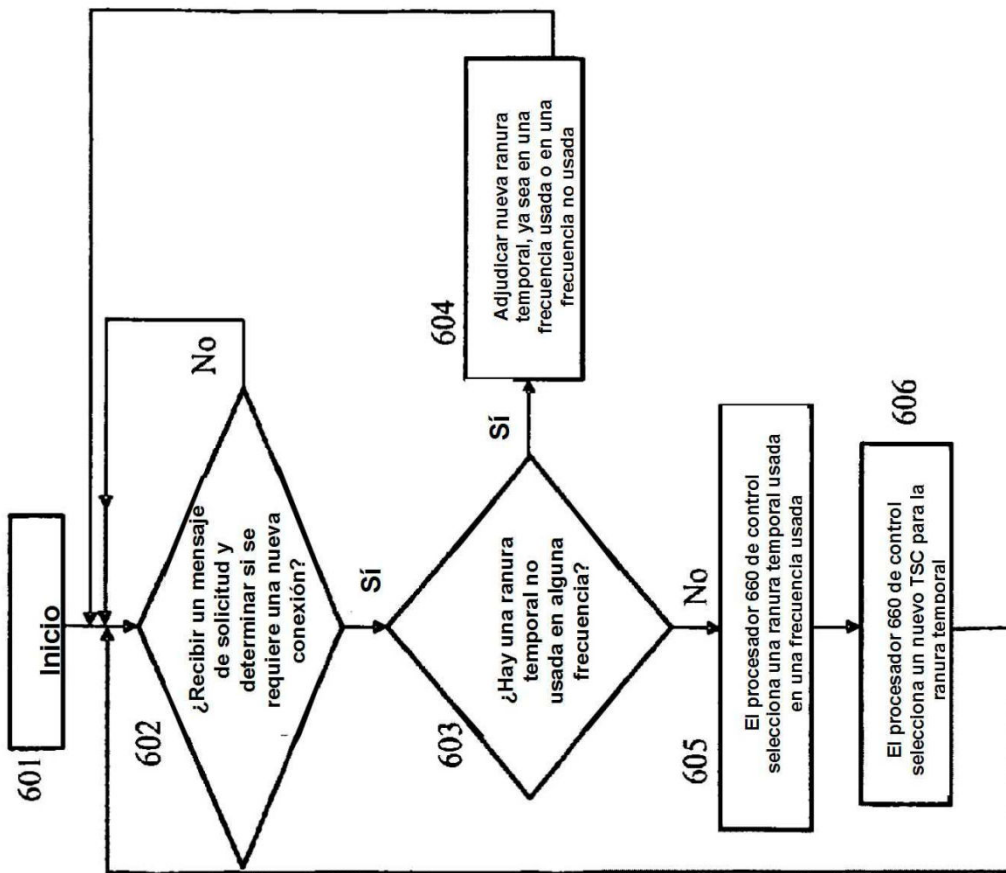 601
Inicio
602
¿Recibir un mensaje
de solicitud y
determinar si se
requiere una nueva
conexión?
No
Sí
603
¿Hay una ranura
temporal no
usada en alguna
frecuencia?
Sí
604
Adjudicar nueva ranura
temporal, ya sea en una
frecuencia usada o en una
frecuencia no usada
No
605
El procesador 660 de control
selecciona una ranura temporal usada
en una frecuencia usada
606
El procesador 660 de control
selecciona un nuevo TSC para la
ranura temporal